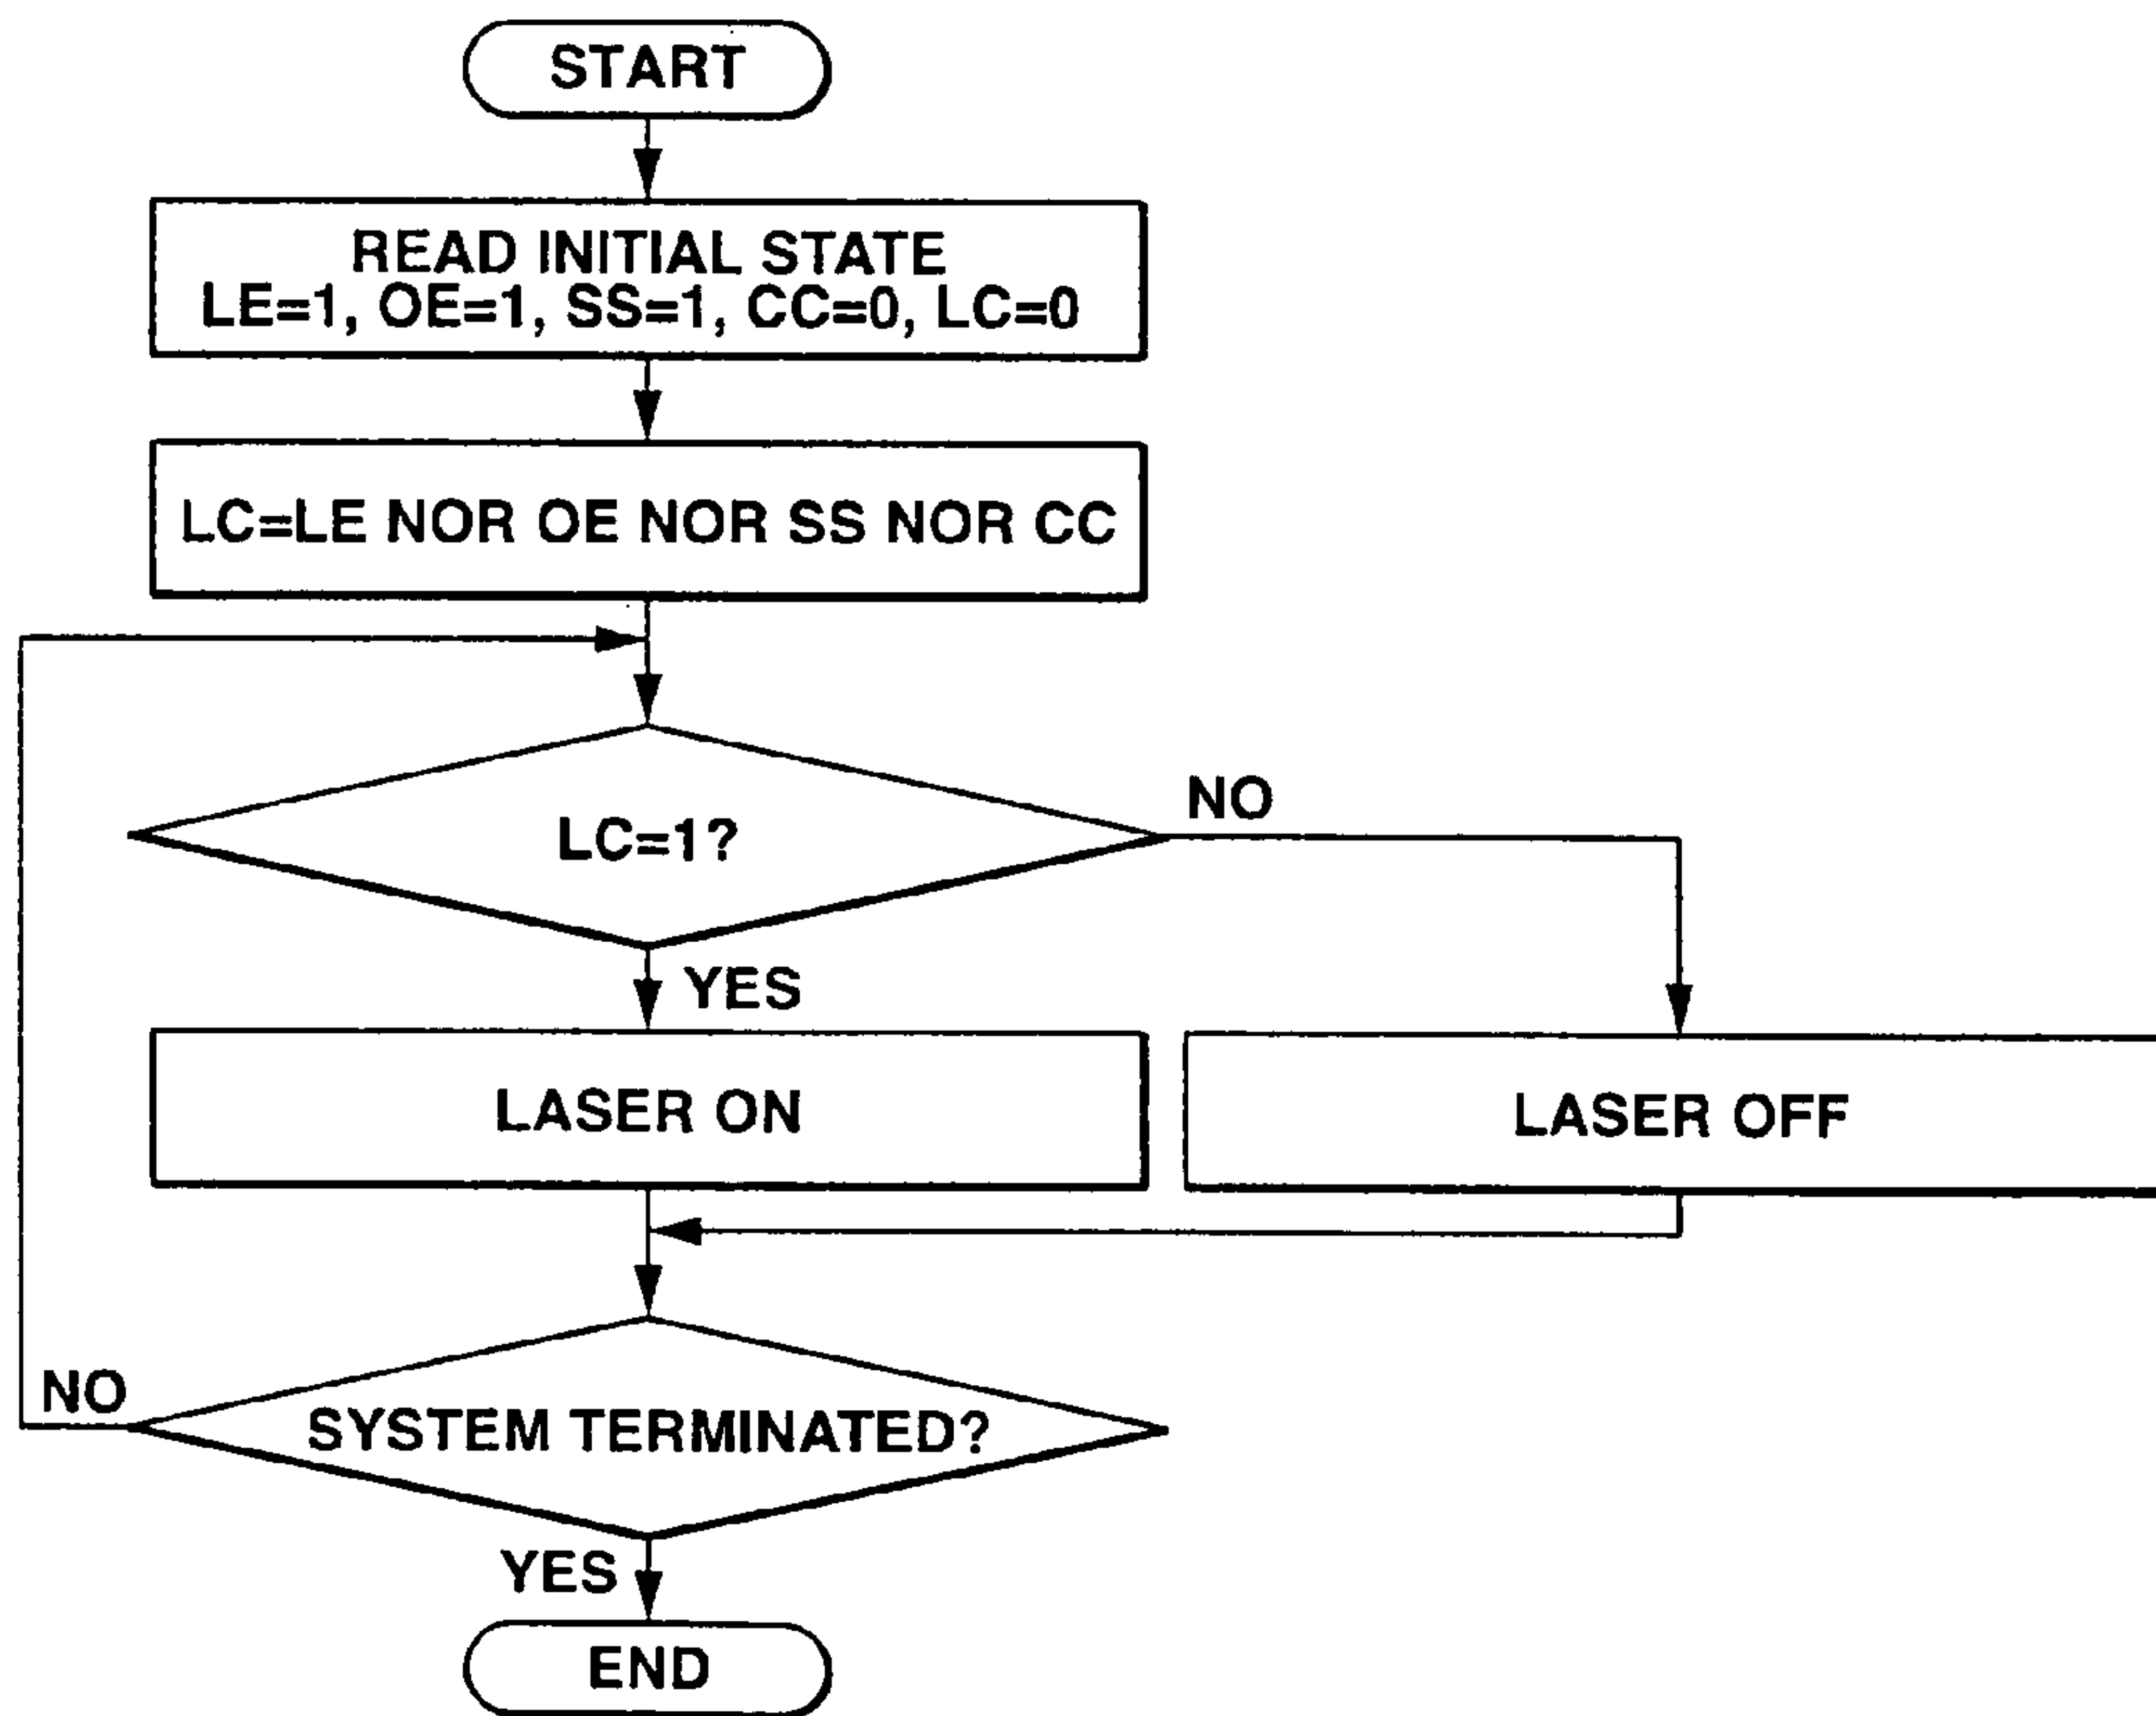 START
READ INITIAL STATE
LE=1, OE=1, SS=1, CC=0, LC=0
LC=LE NOR OE NOR SS NOR CC
LC=1?
NO
YES
LASER ON
LASER OFF
NO
SYSTEM TERMINATED?
YES
END